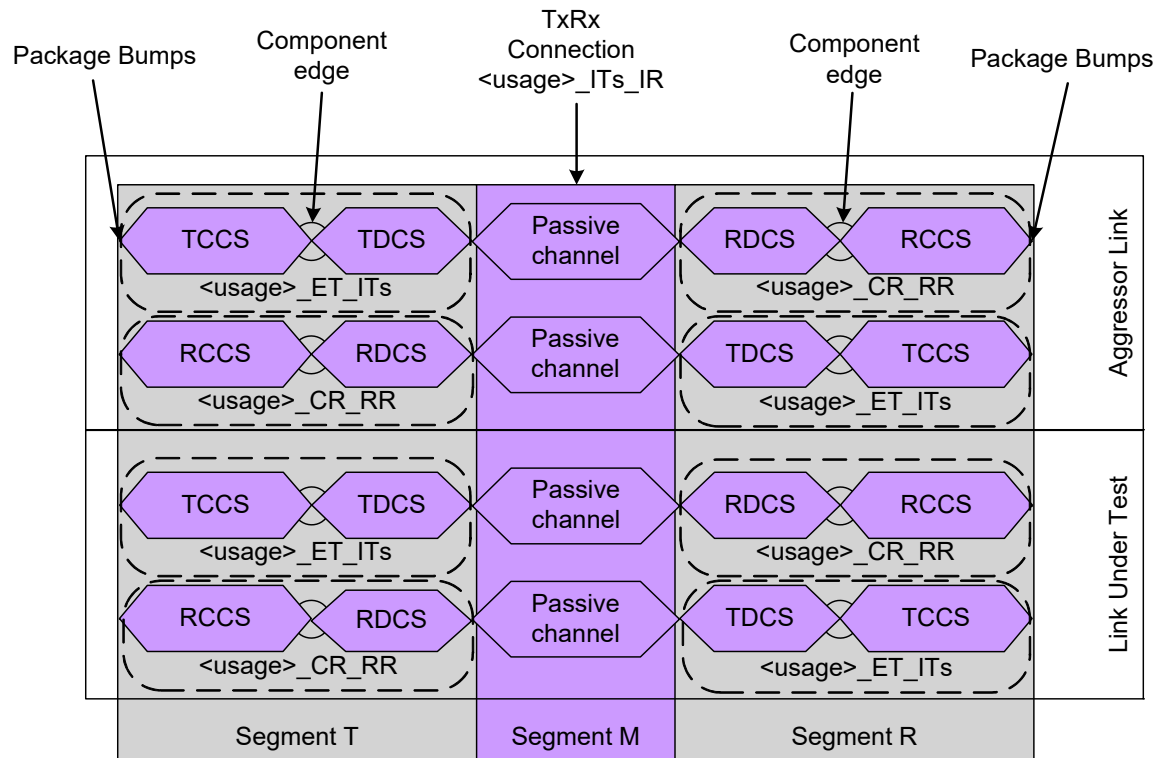 TxRx
Connection
<usage>_ITs_IR
Package Bumps
Component
edge
Component
edge
Package Bumps
TCCS
TDCS
Passive
channel
RDCS
RCCS
<usage>_ET_ITs
<usage>_CR_RR
RCCS
RDCS
Passive
channel
TDCS
TCCS
<usage>_CR_RR
<usage>_ET_ITs
Aggressor Link
TCCS
TDCS
Passive
channel
RDCS
RCCS
<usage>_ET_ITs
<usage>_CR_RR
RCCS
RDCS
Passive
channel
TDCS
TCCS
<usage>_CR_RR
<usage>_ET_ITs
Link Under Test
Segment T
Segment M
Segment R